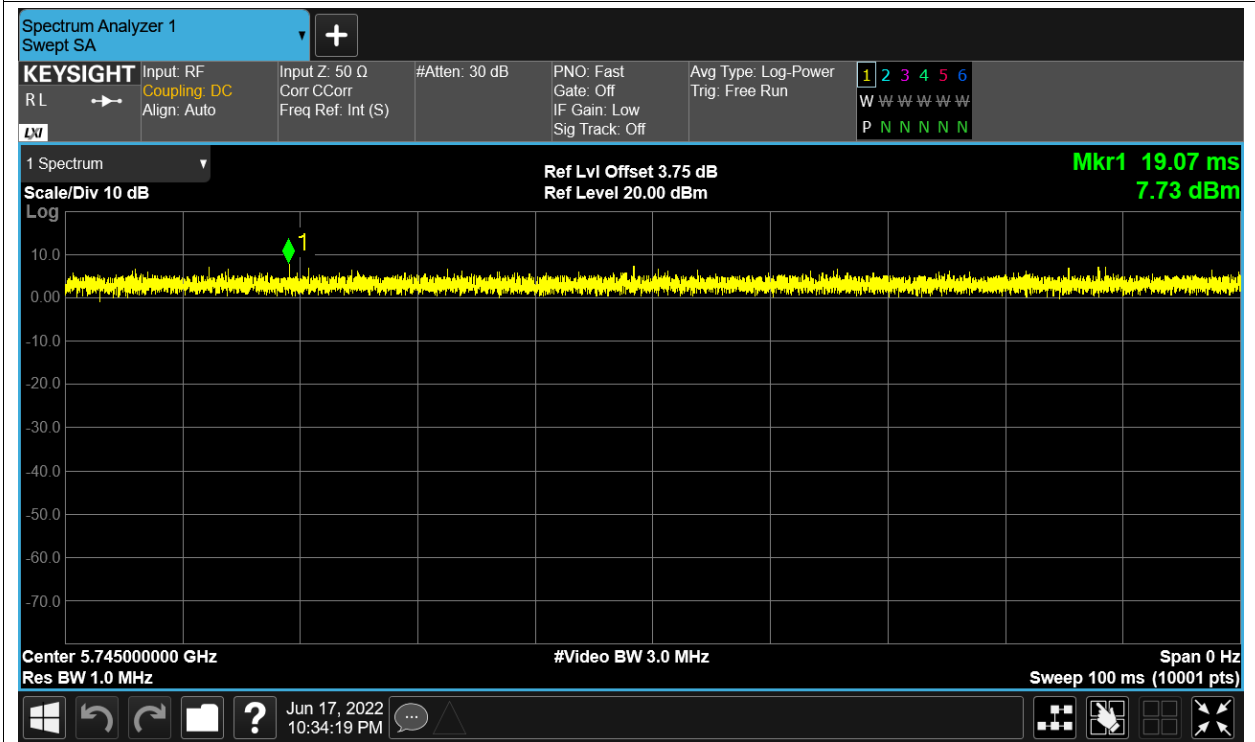 Spectrum Analyzer 1
Swept SA
▼
+
KEYSIGHT
R L
LXI
Input: RF
Coupling: DC
Align: Auto
Input Z: 50 Ω
Corr CCorr
Freq Ref: Int (S)
#Atten: 30 dB
PNO: Fast
Gate: Off
IF Gain: Low
Sig Track: Off
Avg Type: Log-Power
Trig: Free Run
1 2 3 4 5 6
W W W W W W
P N N N N N
1 Spectrum ▼
Scale/Div 10 dB
Log
Ref Lvl Offset 3.75 dB
Ref Level 20.00 dBm
Mkr1 19.07 ms
7.73 dBm
1
10.0
0.00
-10.0
-20.0
-30.0
-40.0
-50.0
-60.0
-70.0
Center 5.745000000 GHz
Res BW 1.0 MHz
#Video BW 3.0 MHz
Span 0 Hz
Sweep 100 ms (10001 pts)
?
Jun 17, 2022
10:34:19 PM